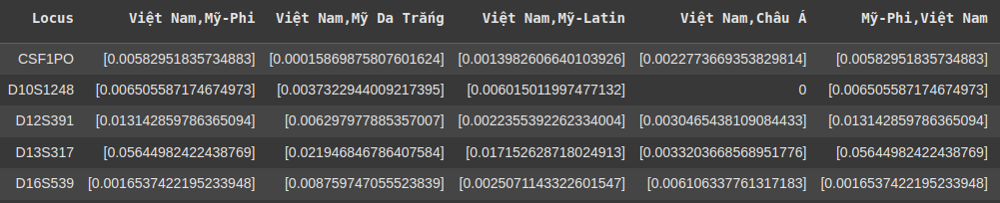 Locus Việt Nam,Mỹ-Phi Việt Nam,Mỹ Da Trắng Việt Nam,Mỹ-Latin Việt Nam,Châu Á Mỹ-Phi,Việt Nam
CSF1PO [0.00582951835734883] [0.00015869875807601624] [0.0013982606640103926] [0.0022773669353829814] [0.00582951835734883]
D10S1248 [0.006505587174674973] [0.0037322944009217395] [0.006015011997477132] 0 [0.006505587174674973]
D12S391 [0.013142859786365094] [0.006297977885357007] [0.0022355392262334004] [0.0030465438109084433] [0.013142859786365094]
D13S317 [0.05644982422438769] [0.021946846786407584] [0.017152628718024913] [0.0033203668568951776] [0.05644982422438769]
D16S539 [0.0016537422195233948] [0.008759747055523839] [0.0025071143322601547] [0.006106337761317183] [0.0016537422195233948]